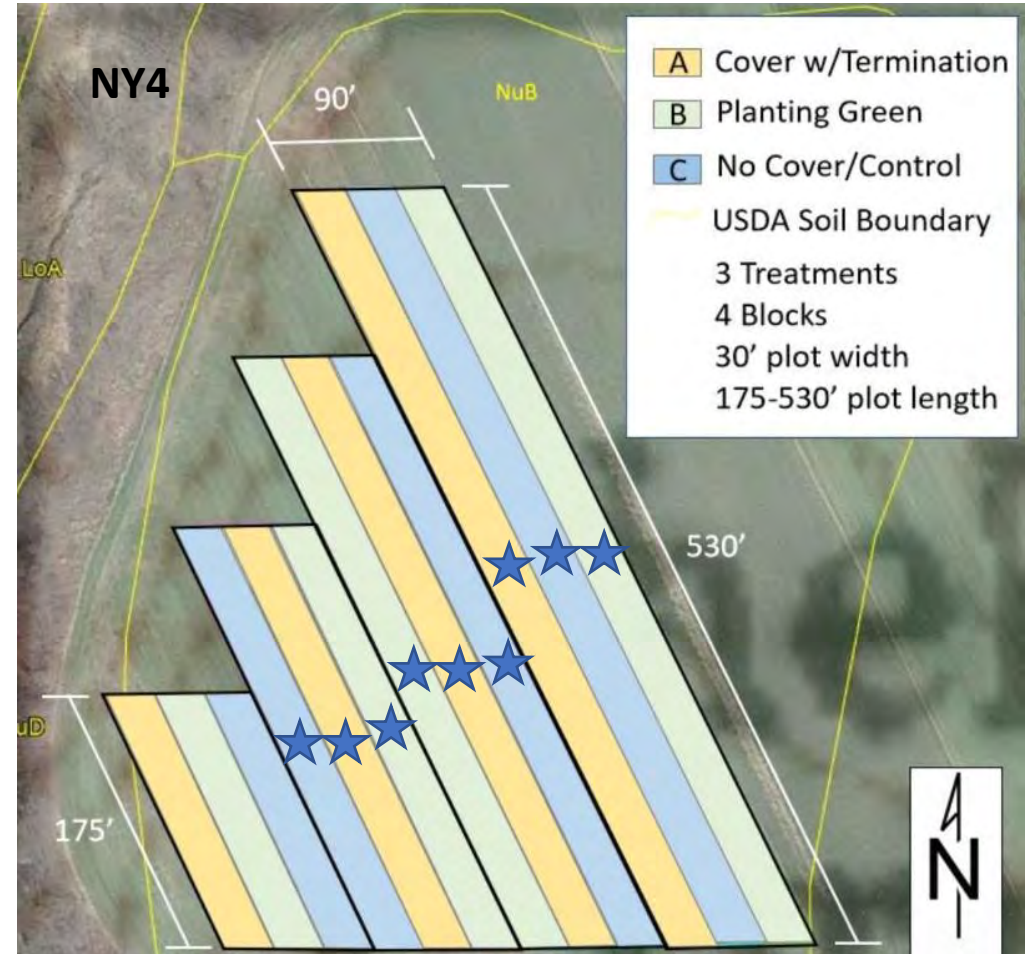 NY4
90’
NuB
A Cover w/Termination
B Planting Green
C No Cover/Control
USDA Soil Boundary
3 Treatments
4 Blocks
30’ plot width
175-530’ plot length
LoA
530’
uD
175’
N